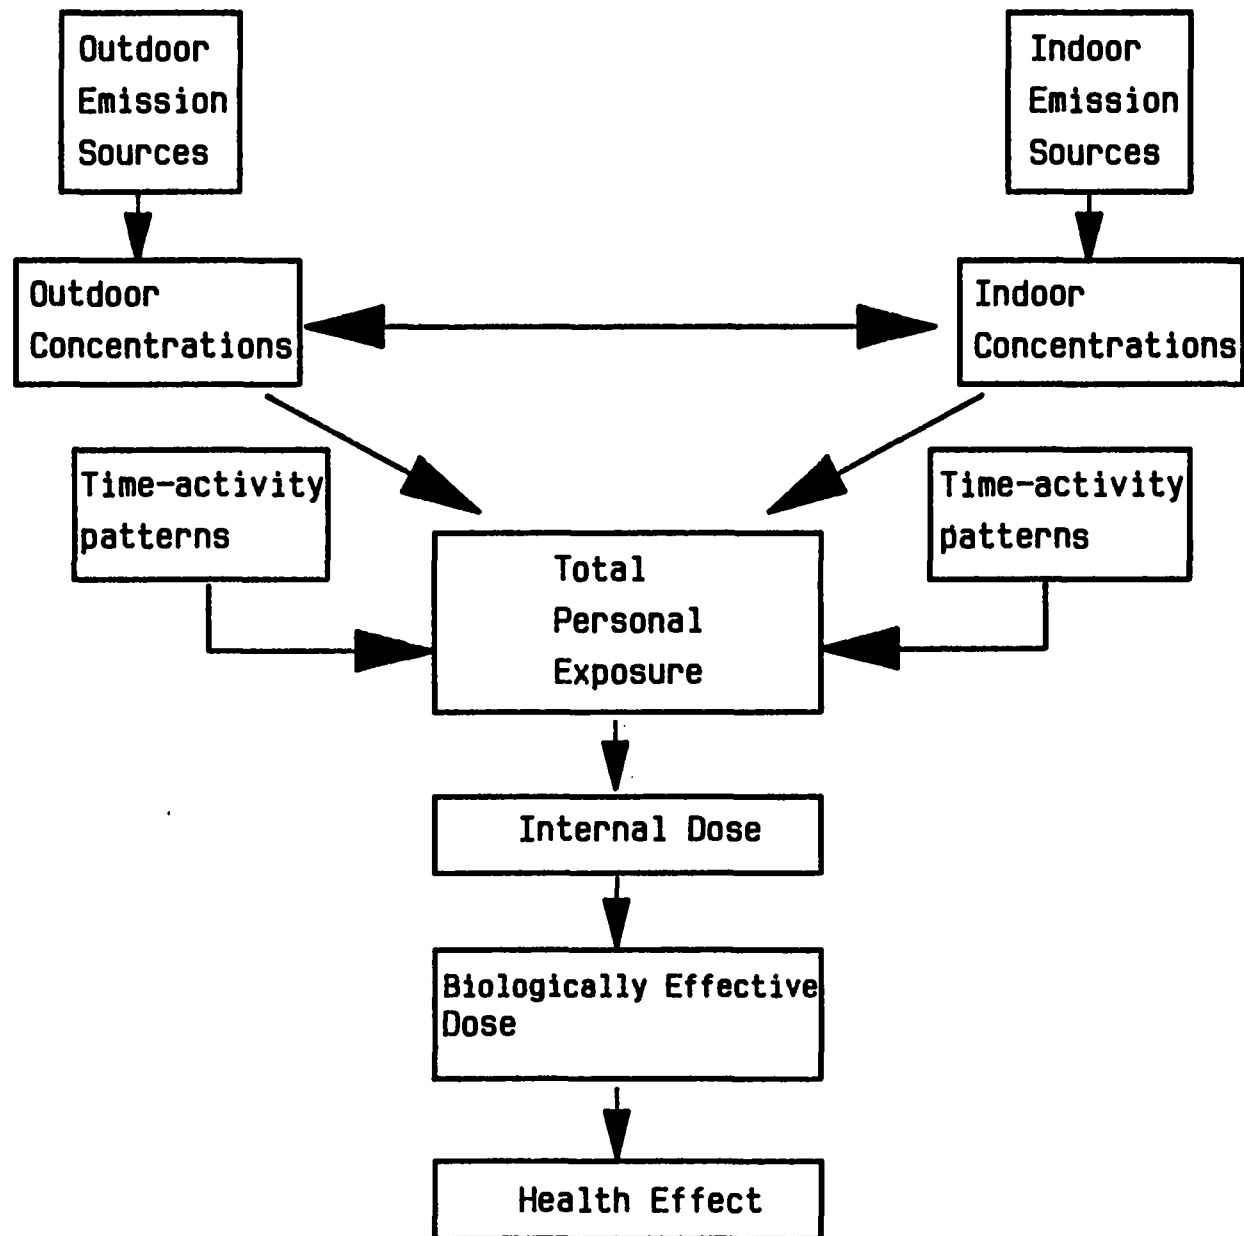 Outdoor
Emission
Sources
Indoor
Emission
Sources
Outdoor
Concentrations
Indoor
Concentrations
Time-activity
patterns
Time-activity
patterns
Total
Personal
Exposure
Internal Dose
Biologically Effective
Dose
Health Effect